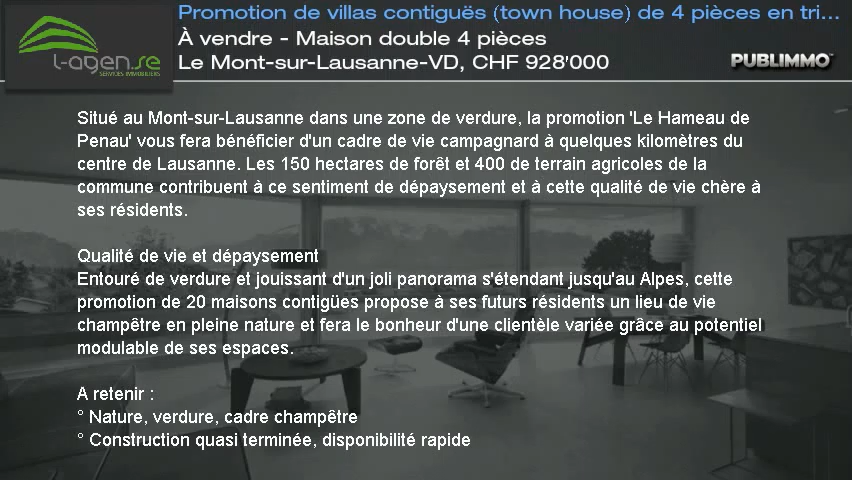 Promotion de villas contiguës (town house) de 4 pièces en tri...
À vendre - Maison double 4 pièces
Le Mont-sur-Lausanne-VD, CHF 928'000
l-agen.se
SERVICES IMMOBILIERS
PUBLIMMO
Situé au Mont-sur-Lausanne dans une zone de verdure, la promotion 'Le Hameau de
Penau' vous fera bénéficier d'un cadre de vie campagnard à quelques kilomètres du
centre de Lausanne. Les 150 hectares de forêt et 400 de terrain agricoles de la
commune contribuent à ce sentiment de dépaysement et à cette qualité de vie chère à
ses résidents.
Qualité de vie et dépaysement
Entouré de verdure et jouissant d'un joli panorama s'étendant jusqu'au Alpes, cette
promotion de 20 maisons contigües propose à ses futurs résidents un lieu de vie
champêtre en pleine nature et fera le bonheur d'une clientèle variée grâce au potentiel
modulable de ses espaces.
A retenir :
° Nature, verdure, cadre champêtre
° Construction quasi terminée, disponibilité rapide